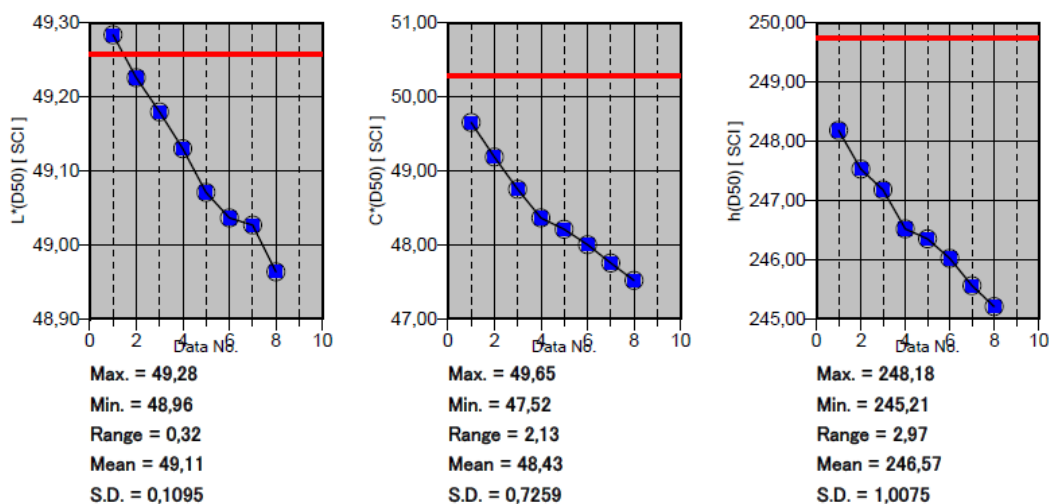 L*(D50) [ SCI ]
49,30
49,20
49,10
49,00
48,90
0 2 4 6 8 10
Data No.
Max. = 49,28
Min. = 48,96
Range = 0,32
Mean = 49,11
S.D. = 0,1095
C*(D50) [ SCI ]
51,00
50,00
49,00
48,00
47,00
0 2 4 6 8 10
Data No.
Max. = 49,65
Min. = 47,52
Range = 2,13
Mean = 48,43
S.D. = 0,7259
h(D50) [ SCI ]
250,00
249,00
248,00
247,00
246,00
245,00
0 2 4 6 8 10
Data No.
Max. = 248,18
Min. = 245,21
Range = 2,97
Mean = 246,57
S.D. = 1,0075